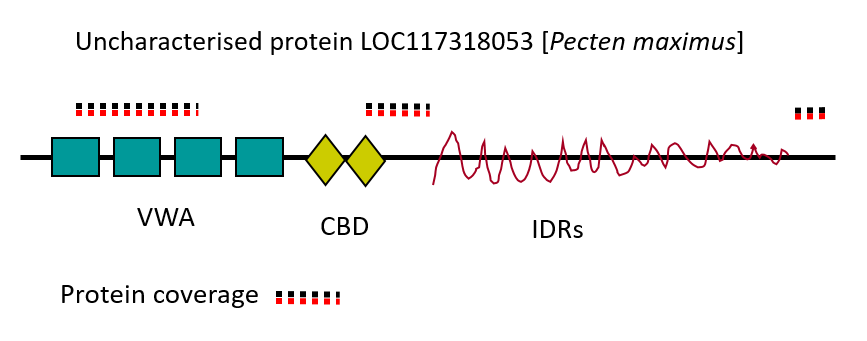 Uncharacterised protein LOC117318053 [Pecten maximus]
VWA
CBD
IDRs
Protein coverage